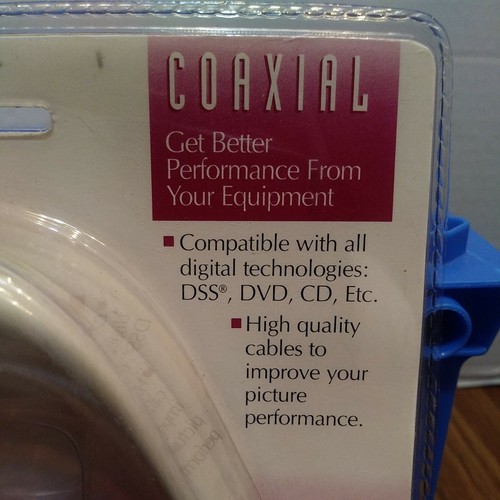 COAXIAL
Get Better
Performance From
Your Equipment
Compatible with all
digital technologies:
DSS®, DVD, CD, Etc.
High quality
cables to
improve your
picture
performance.